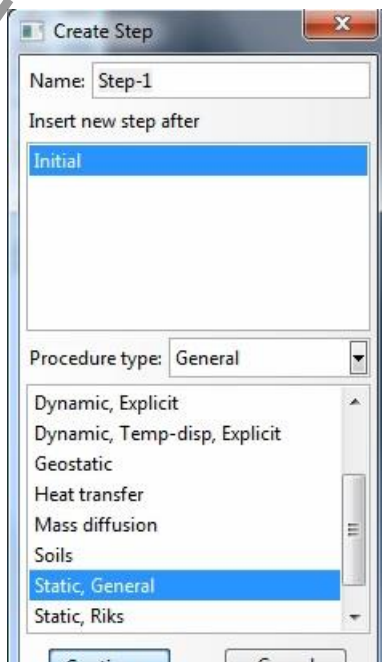 Create Step
Name: Step-1
Insert new step after
Initial
Procedure type: General
Dynamic, Explicit
Dynamic, Temp-disp, Explicit
Geostatic
Heat transfer
Mass diffusion
Soils
Static, General
Static, Riks